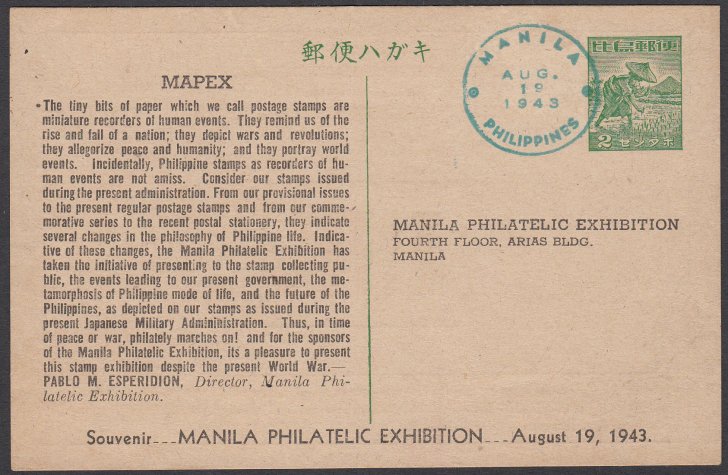 郵便ハガキ
MANILA
AUG.
19
1943
PHILIPPINES
比島郵便
2センタボ
MAPEX
•The tiny bits of paper which we call postage stamps are
miniature recorders of human events. They remind us of the
rise and fall of a nation; they depict wars and revolutions;
they allegorize peace and humanity; and they portray world
events. Incidentally, Philippine stamps as recorders of hu-
man events are not amiss. Consider our stamps issued
during the present administration. From our provisional issues
to the present regular postage stamps and from our comme-
morative series to the recent postal stationery, they indicate
several changes in the philosophy of Philippine life. Indica-
tive of these changes, the Manila Philatelic Exhibition has
taken the initiative of presenting to the stamp collecting pu-
blic, the events leading to our present government, the me-
tamorphosis of Philippine mode of life, and the future of the
Philippines, as depicted on our stamps as issued during the
present Japanese Military Admininistration. Thus, in time
of peace or war, philately marches on! and for the sponsors
of the Manila Philatelic Exhibition, its a pleasure to present
this stamp exhibition despite the present World War.—
PABLO M. ESPERIDION, Director, Manila Phi-
latelic Exhibition.
MANILA PHILATELIC EXHIBITION
FOURTH FLOOR, ARIAS BLDG.
MANILA
Souvenir---MANILA PHILATELIC EXHIBITION---August 19, 1943.